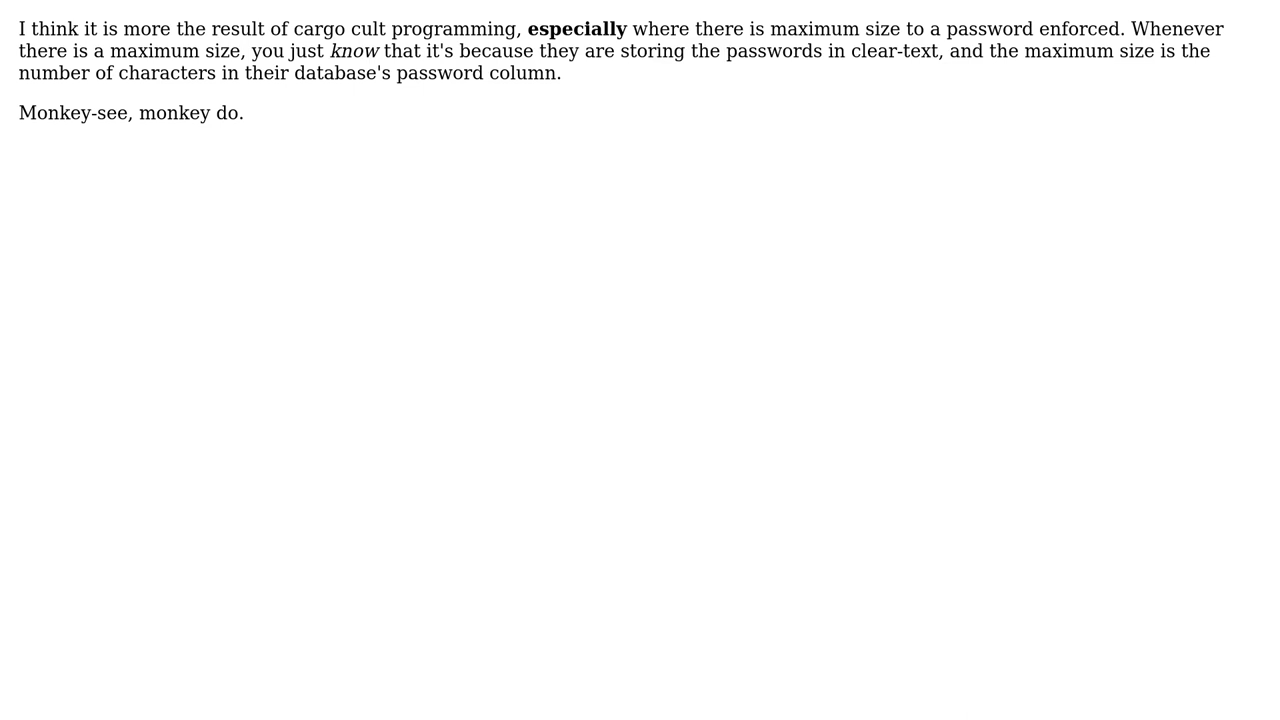 I think it is more the result of cargo cult programming, especially where there is maximum size to a password enforced. Whenever
there is a maximum size, you just know that it's because they are storing the passwords in clear-text, and the maximum size is the
number of characters in their database's password column.
Monkey-see, monkey do.